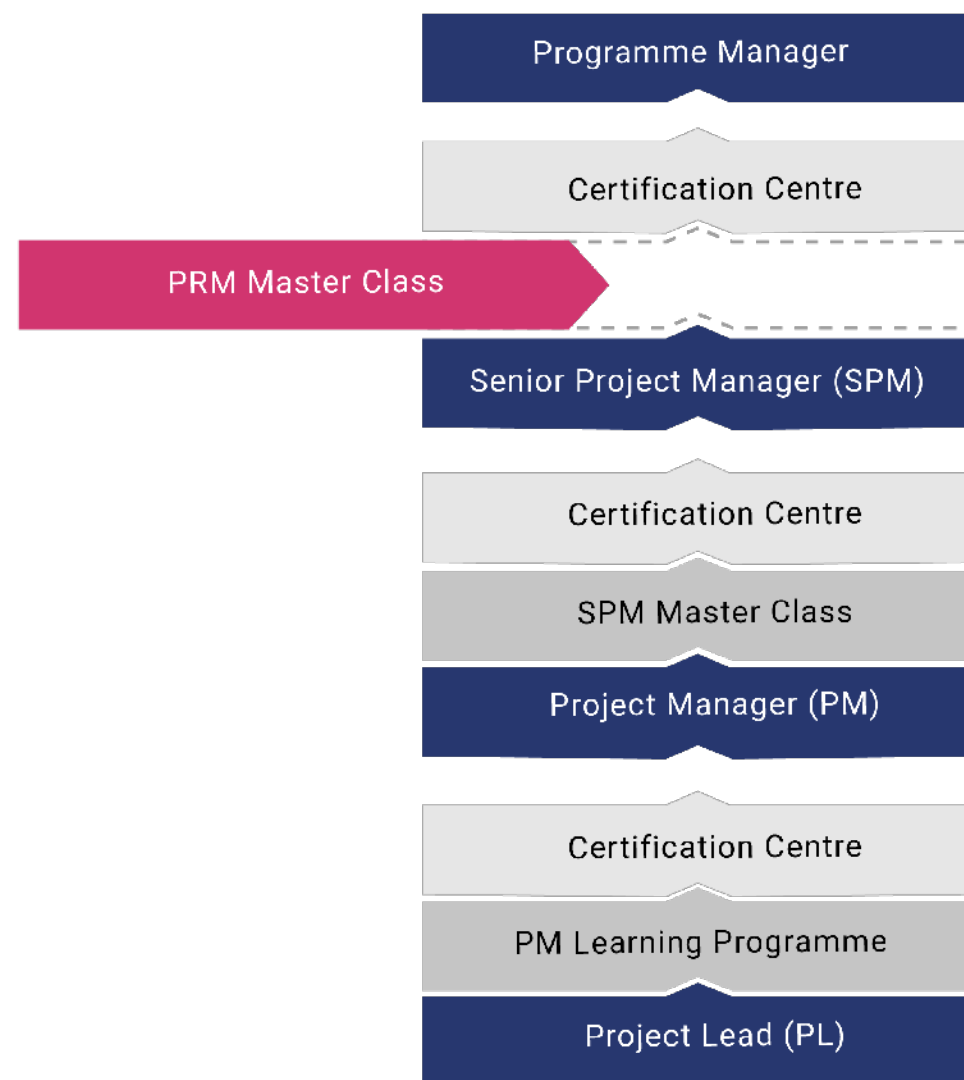 Programme Manager
Certification Centre
PRM Master Class
Senior Project Manager (SPM)
Certification Centre
SPM Master Class
Project Manager (PM)
Certification Centre
PM Learning Programme
Project Lead (PL)